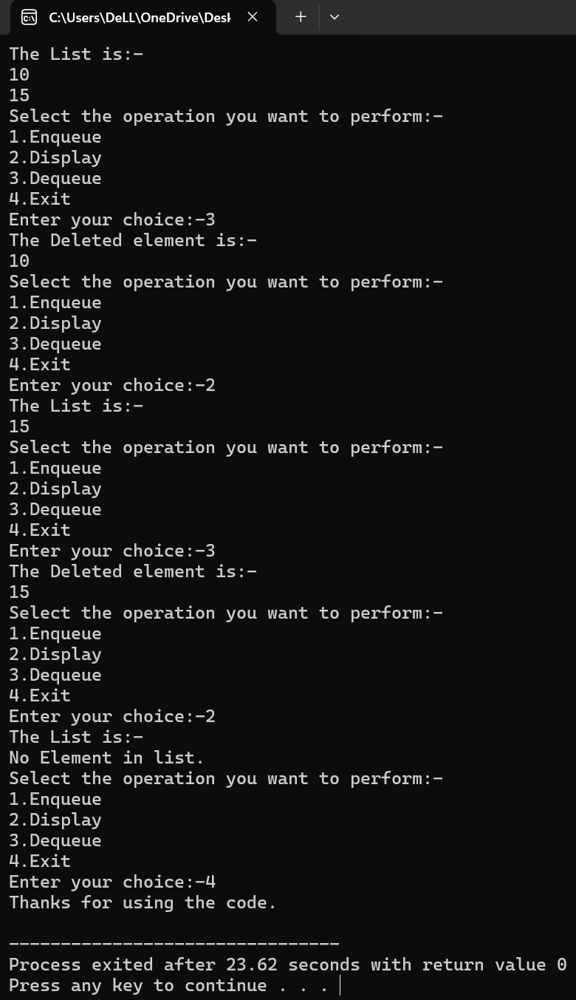 C:\Users\DeLL\OneDrive\Desk
The List is:-
10
15
Select the operation you want to perform:-
1.Enqueue
2.Display
3.Dequeue
4.Exit
Enter your choice:-3
The Deleted element is:-
10
Select the operation you want to perform:-
1.Enqueue
2.Display
3.Dequeue
4.Exit
Enter your choice:-2
The List is:-
15
Select the operation you want to perform:-
1.Enqueue
2.Display
3.Dequeue
4.Exit
Enter your choice:-3
The Deleted element is:-
15
Select the operation you want to perform:-
1.Enqueue
2.Display
3.Dequeue
4.Exit
Enter your choice:-2
The List is:-
No Element in list.
Select the operation you want to perform:-
1.Enqueue
2.Display
3.Dequeue
4.Exit
Enter your choice:-4
Thanks for using the code.
--------------------------------
Process exited after 23.62 seconds with return value 0
Press any key to continue . . .